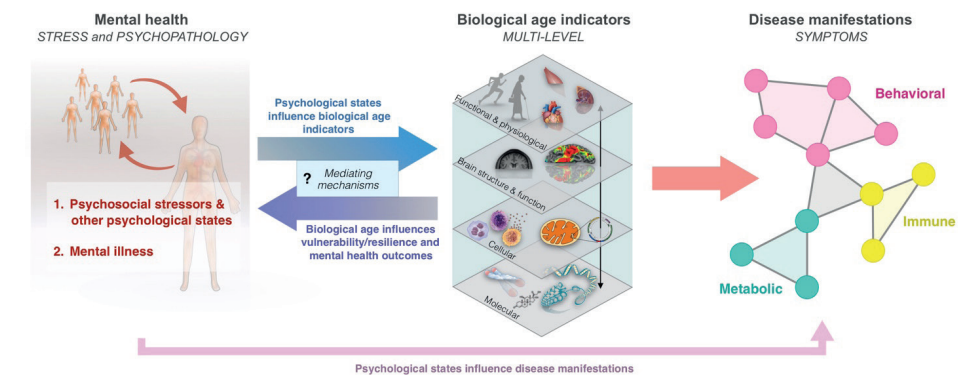 Mental health
STRESS and PSYCHOPATHOLOGY
Biological age indicators
MULTI-LEVEL
Disease manifestations
SYMPTOMS
Psychological states
influence biological age
indicators
? Mediating
mechanisms
Biological age influences
vulnerability/resilience and
mental health outcomes
1. Psychosocial stressors &
other psychological states
2. Mental illness
Functional & physiological
Brain structure & function
Cellular
Molecular
Behavioral
Immune
Metabolic
Psychological states influence disease manifestations